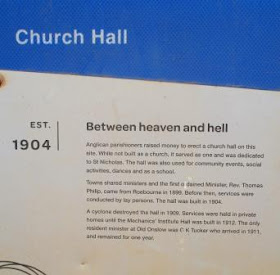 Church Hall
EST.
1904
Between heaven and hell
Anglican parishioners raised money to erect a church hall on this
site. While not built as a church, it served as one and was dedicated
to St Nicholas. The hall was also used for community events, social
activities, dances and as a school.
Towns shared ministers and the first ordained Minister, Rev. Thomas
Philip, came from Roebourne in 1899. Before then, services were
conducted by lay persons. The hall was built in 1904.
A cyclone destroyed the hall in 1909. Services were held in private
homes until the Mechanics' Institute Hall was built in 1912. The only
resident minister at Old Onslow was C K Tucker who arrived in 1911,
and remained for one year.